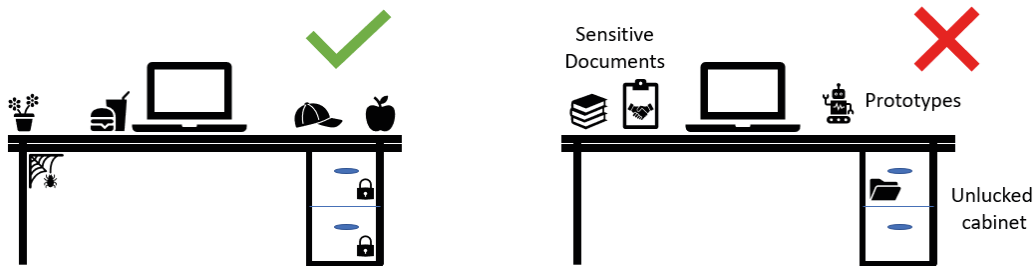 Sensitive
Documents
Prototypes
Unlucked
cabinet